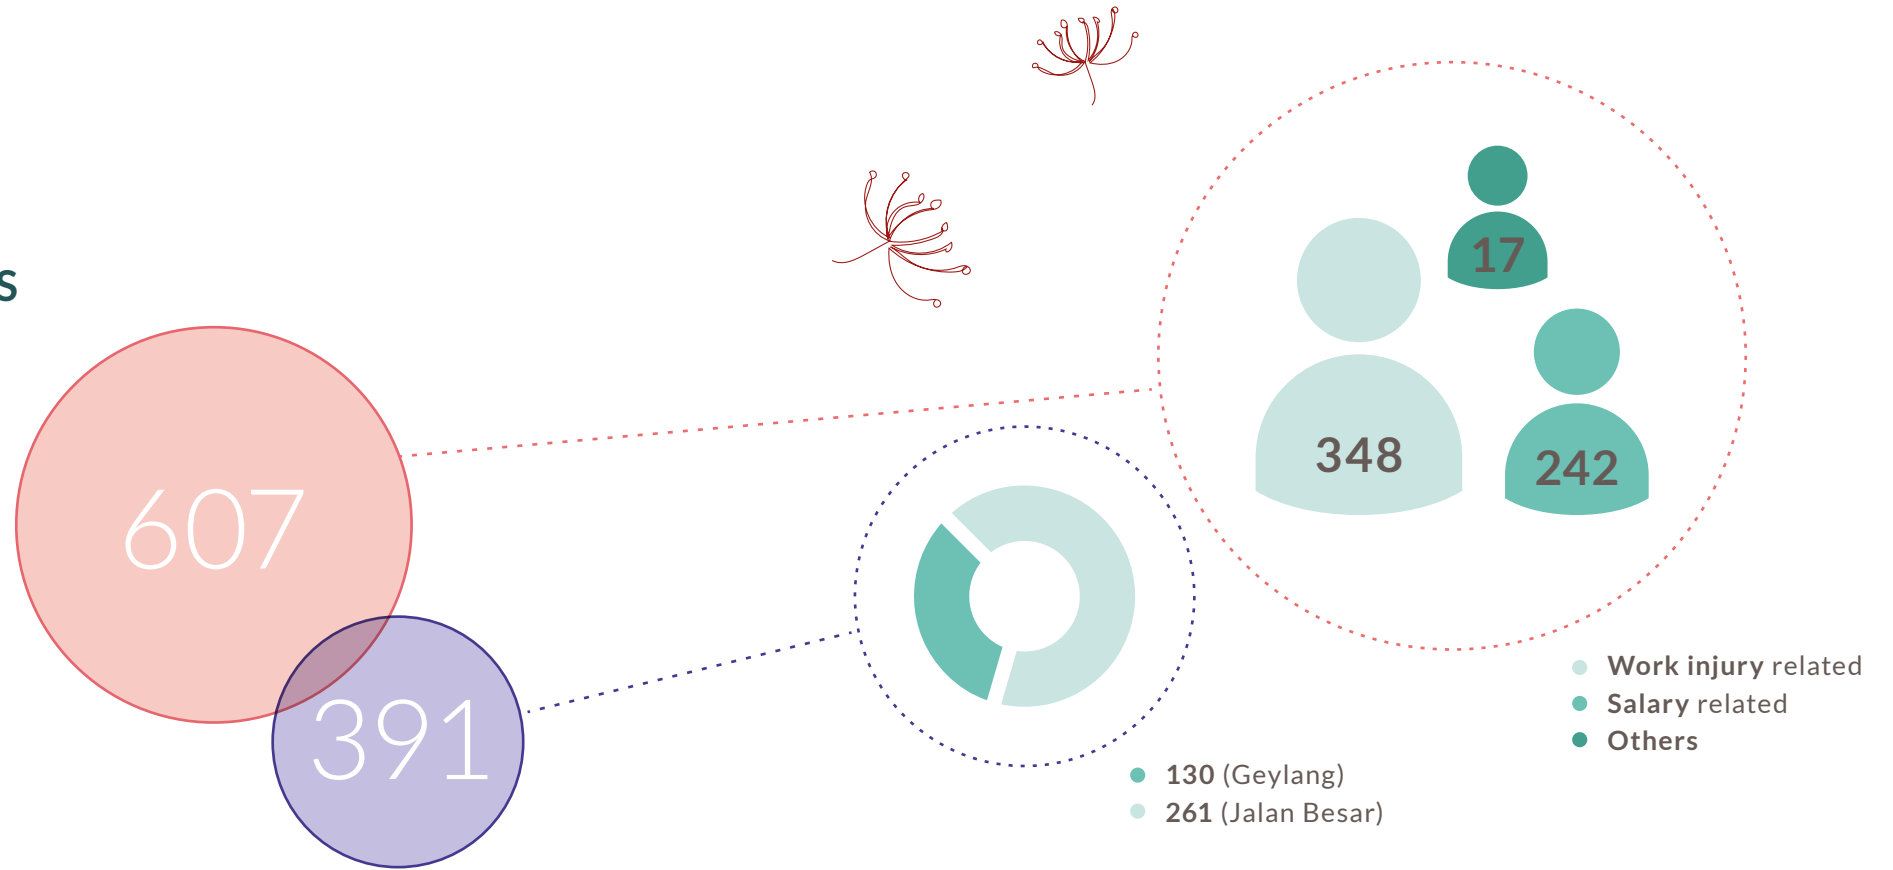 s
607
391
17
348
242
Work injury related
Salary related
Others
130 (Geylang)
261 (Jalan Besar)